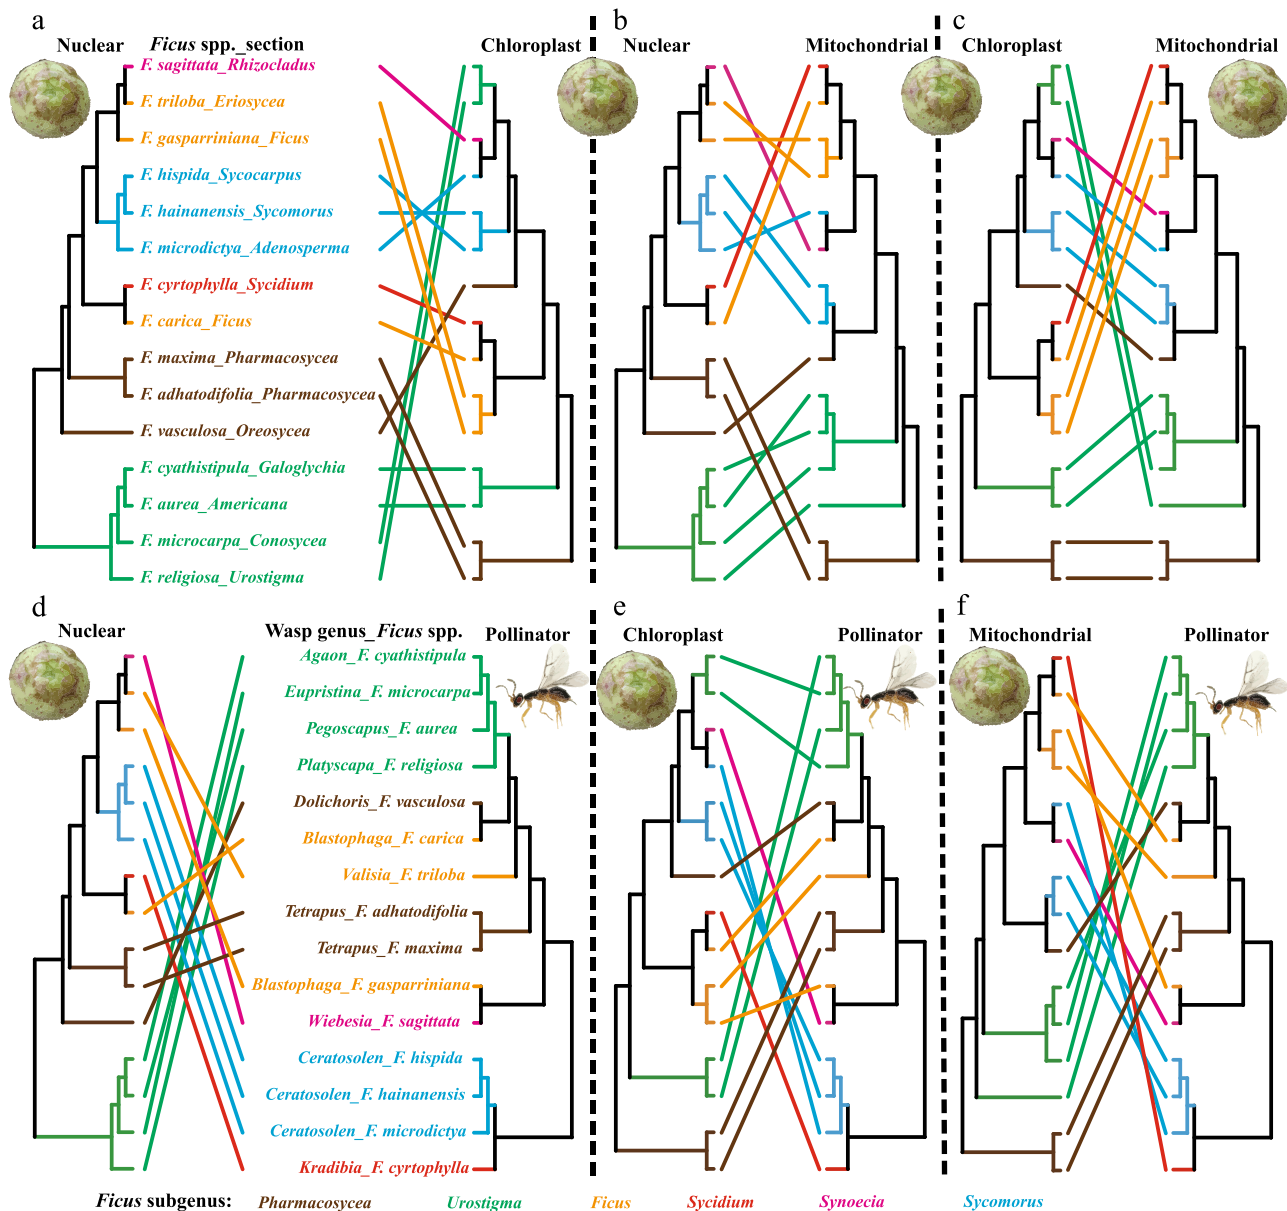 a
b
c
Nuclear
Ficus spp._section
Chloroplast
Nuclear
Mitochondrial
Chloroplast
Mitochondrial
F. sagittata_Rhizocladus
F. triloba_Eriosycea
F. gasparriniana_Ficus
F. hispida_Sycocarpus
F. hainanensis_Sycomorus
F. microdictya_Adenosperma
F. cyrtophylla_Sycidium
F. carica_Ficus
F. maxima_Pharmacosycea
F. adhatodifolia_Pharmacosycea
F. vasculosa_Oreosycea
F. cyathistipula_Galoglychia
F. aurea_Americana
F. microcarpa_Conosycea
F. religiosa_Urostigma
d
e
f
Nuclear
Wasp genus_Ficus spp.
Pollinator
Chloroplast
Pollinator
Mitochondrial
Pollinator
Agaon_F. cyathistipula
Eupristina_F. microcarpa
Pegoscapus_F. aurea
Platyscapa_F. religiosa
Dolichoris_F. vasculosa
Blastophaga_F. carica
Valisia_F. triloba
Tetrapus_F. adhatodifolia
Tetrapus_F. maxima
Blastophaga_F. gasparriniana
Wiebesia_F. sagittata
Ceratosolen_F. hispida
Ceratosolen_F. hainanensis
Ceratosolen_F. microdictya
Kradibia_F. cyrtophylla
Ficus subgenus: Pharmacosycea Urostigma Ficus Sycidium Synoecia Sycomorus